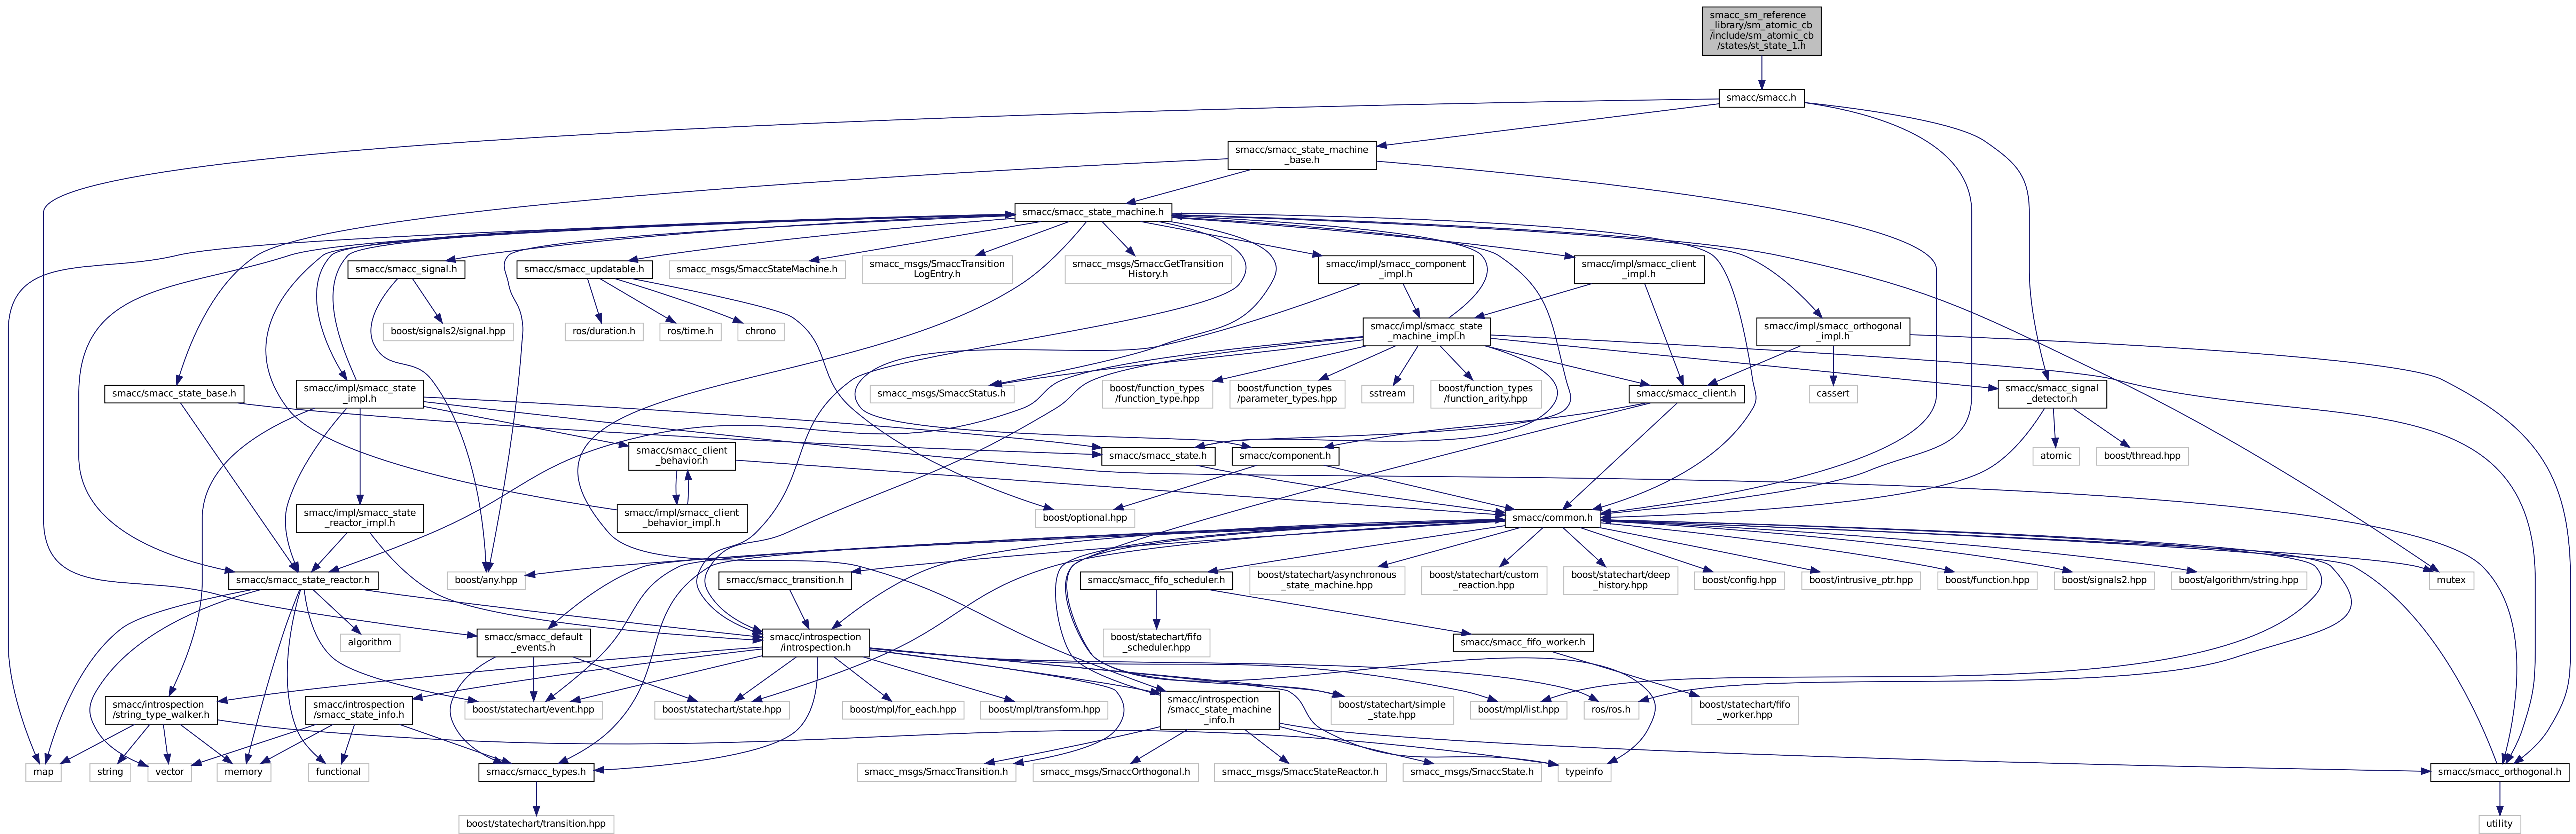 smacc_sm_reference
_library/sm_atomic_cb
/include/sm_atomic_cb
/states/st_state_1.h
smacc/smacc.h
smacc/smacc_state_machine
_base.h
smacc/smacc_state_machine.h
smacc/smacc_signal.h
smacc/smacc_updatable.h
smacc_msgs/SmaccStateMachine.h
smacc_msgs/SmaccTransition
LogEntry.h
smacc_msgs/SmaccGetTransition
History.h
smacc/impl/smacc_component
_impl.h
smacc/impl/smacc_client
_impl.h
boost/signals2/signal.hpp
ros/duration.h
ros/time.h
chrono
smacc/impl/smacc_state
_machine_impl.h
smacc/impl/smacc_orthogonal
_impl.h
smacc/smacc_state_base.h
smacc/impl/smacc_state
_impl.h
smacc_msgs/SmaccStatus.h
boost/function_types
/function_type.hpp
boost/function_types
/parameter_types.hpp
sstream
boost/function_types
/function_arity.hpp
smacc/smacc_client.h
cassert
smacc/smacc_signal
_detector.h
smacc/smacc_client
_behavior.h
smacc/smacc_state.h
smacc/component.h
atomic
boost/thread.hpp
smacc/impl/smacc_state
_reactor_impl.h
smacc/impl/smacc_client
_behavior_impl.h
boost/optional.hpp
smacc/common.h
smacc/smacc_state_reactor.h
boost/any.hpp
smacc/smacc_transition.h
smacc/smacc_fifo_scheduler.h
boost/statechart/asynchronous
_state_machine.hpp
boost/statechart/custom
_reaction.hpp
boost/statechart/deep
_history.hpp
boost/config.hpp
boost/intrusive_ptr.hpp
boost/function.hpp
boost/signals2.hpp
boost/algorithm/string.hpp
mutex
algorithm
smacc/smacc_default
_events.h
smacc/introspection
/introspection.h
boost/statechart/fifo
_scheduler.hpp
smacc/smacc_fifo_worker.h
smacc/introspection
/string_type_walker.h
smacc/introspection
/smacc_state_info.h
boost/statechart/event.hpp
boost/statechart/state.hpp
boost/mpl/for_each.hpp
boost/mpl/transform.hpp
smacc/introspection
/smacc_state_machine
_info.h
boost/statechart/simple
_state.hpp
boost/mpl/list.hpp
ros/ros.h
boost/statechart/fifo
_worker.hpp
map
string
vector
memory
functional
smacc/smacc_types.h
smacc_msgs/SmaccTransition.h
smacc_msgs/SmaccOrthogonal.h
smacc_msgs/SmaccStateReactor.h
smacc_msgs/SmaccState.h
typeinfo
smacc/smacc_orthogonal.h
boost/statechart/transition.hpp
utility